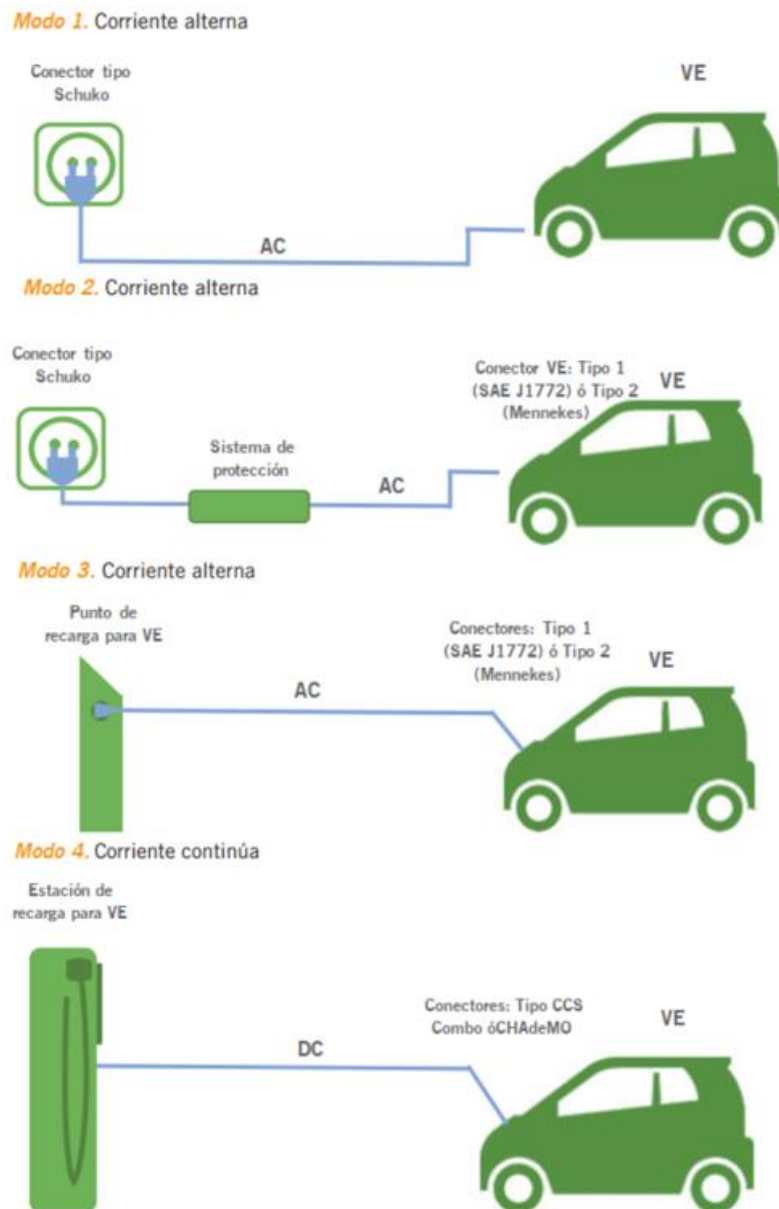 Modo 1. Corriente alterna
Conector tipo
Schuko
VE
AC
Modo 2. Corriente alterna
Conector tipo
Schuko
Sistema de
protección
AC
Conector VE: Tipo 1
(SAE J1772) ó Tipo 2
(Mennekes)
VE
Modo 3. Corriente alterna
Punto de
recarga para VE
AC
Conectores: Tipo 1
(SAE J1772) ó Tipo 2
(Mennekes)
VE
Modo 4. Corriente continúa
Estación de
recarga para VE
DC
Conectores: Tipo CCS
Combo óCHAdeMO
VE